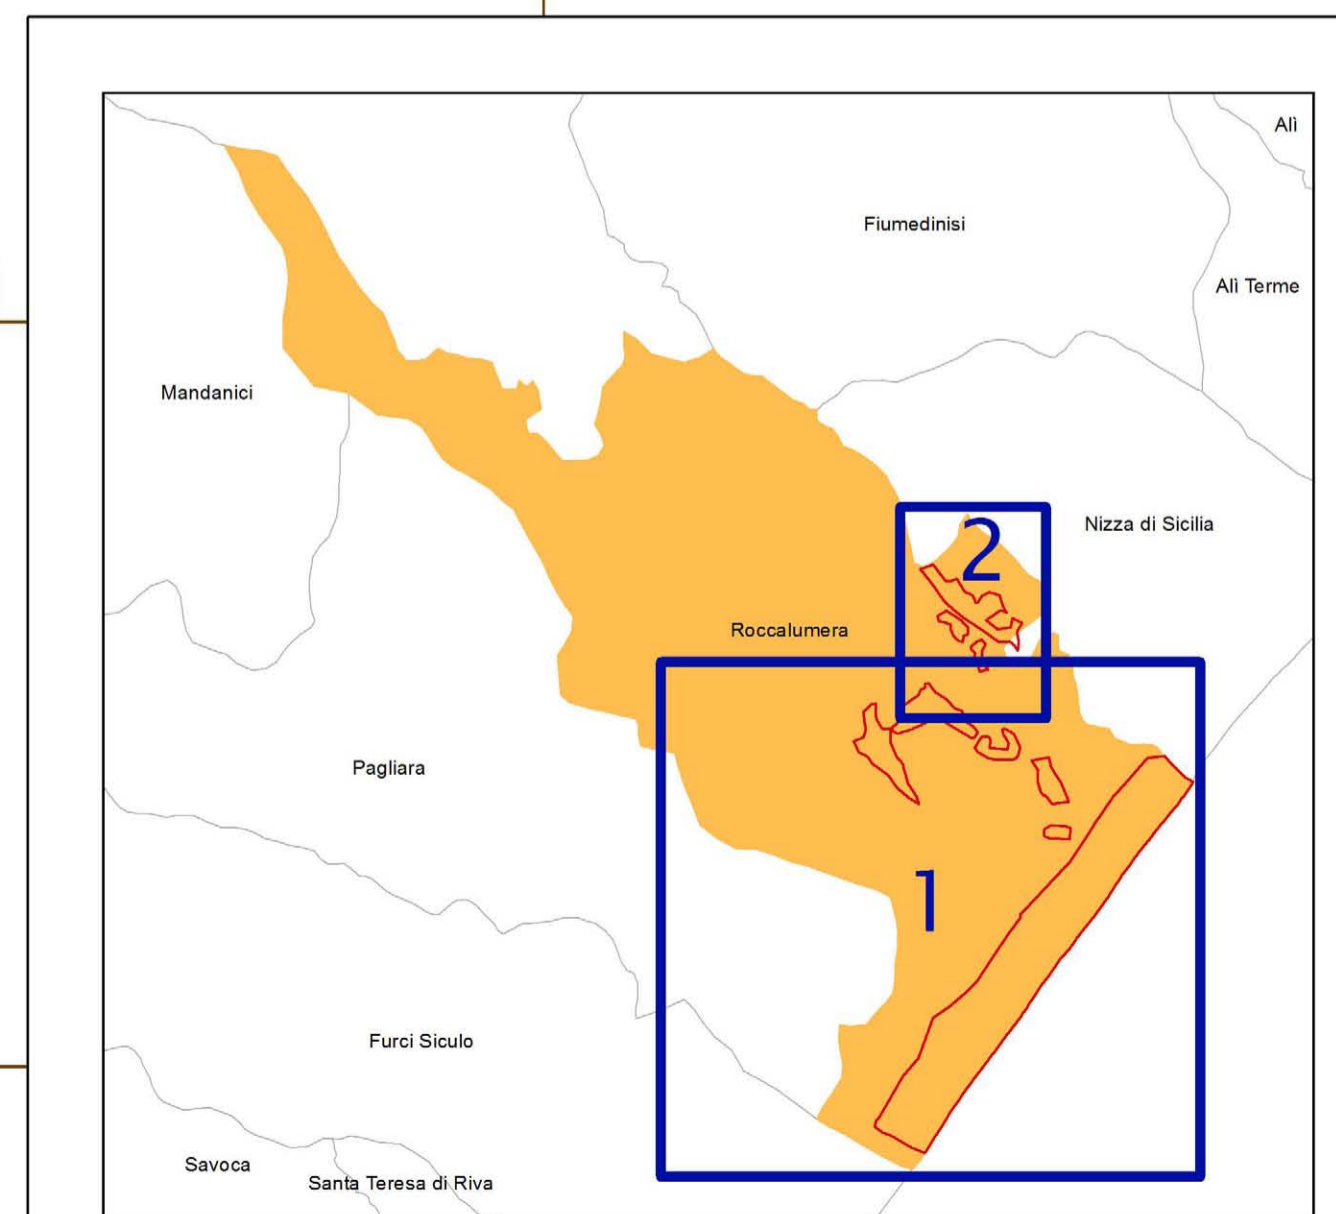 Alì
Fiumedinisi
Alì Terme
Mandanici
2
Nizza di Sicilia
Roccalumera
Pagliara
1
Furci Siculo
Savoca
Santa Teresa di Riva